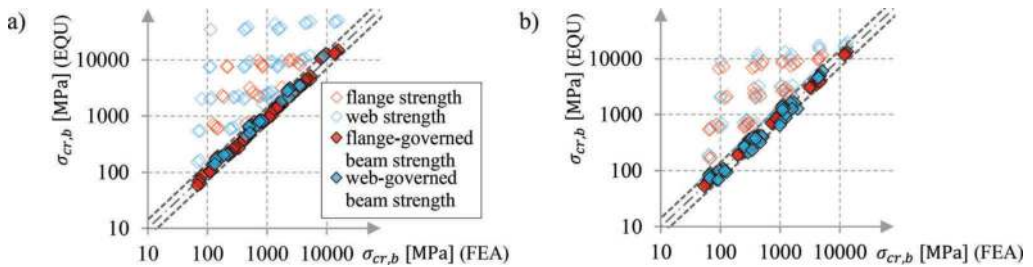 a)
σcr,b [MPa] (EQU)
10000
1000
100
10
10 100 1000 10000 σcr,b [MPa] (FEA)
flange strength
web strength
flange-governed
beam strength
web-governed
beam strength
b)
σcr,b [MPa] (EQU)
10000
1000
100
10
10 100 1000 10000 σcr,b [MPa] (FEA)